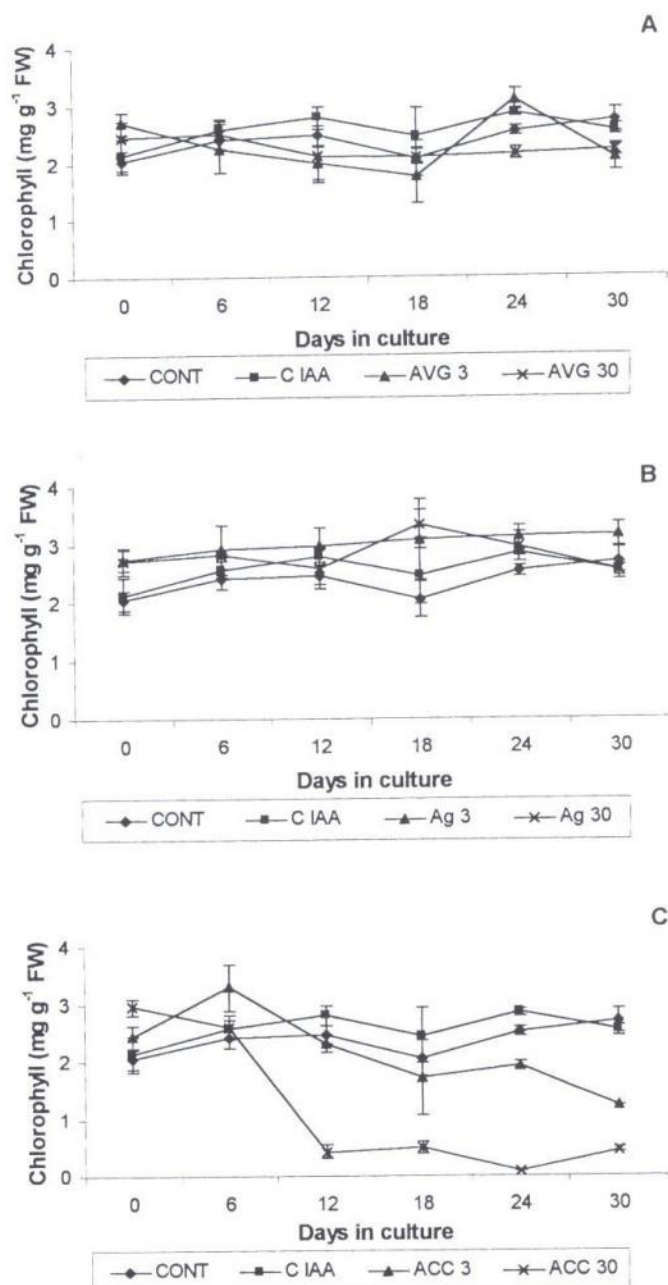 A
Chlorophyll (mg g⁻¹ FW)
4
3
2
1
0
0 6 12 18 24 30
Days in culture
CONT C IAA AVG 3 AVG 30
B
Chlorophyll (mg g⁻¹ FW)
4
3
2
1
0
0 6 12 18 24 30
Days in culture
CONT C IAA Ag 3 Ag 30
C
Chlorophyll (mg g⁻¹ FW)
4
3
2
1
0
0 6 12 18 24 30
Days in culture
CONT C IAA ACC 3 ACC 30